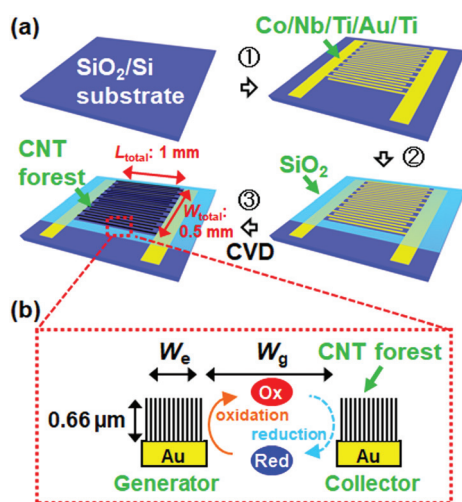 (a)
SiO₂/Si
substrate
①
Co/Nb/Ti/Au/Ti
②
SiO₂
③
CVD
CNT
forest
Ltotal: 1 mm
Wtotal:
0.5 mm
(b)
We
Wg
CNT forest
0.66 μm
Ox
oxidation
reduction
Red
Au
Au
Generator
Collector